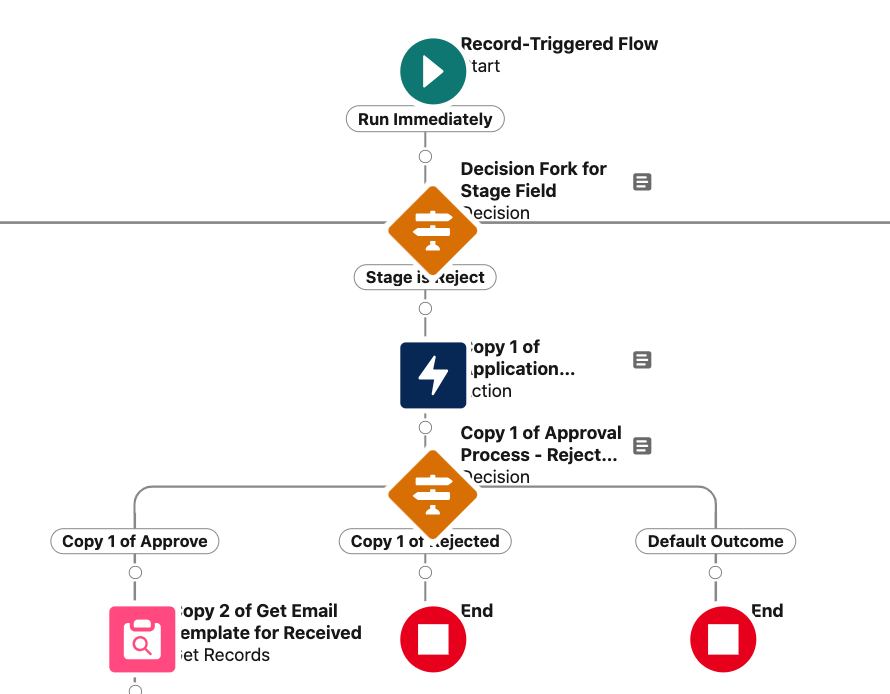 Record-Triggered Flow
tart
Run Immediately
Decision Fork for
Stage Field
Decision
Stage is Reject
opy 1 of
pplication...
ction
Copy 1 of Approval
Process - Reject...
Decision
Copy 1 of Approve
Copy 1 of Rejected
Default Outcome
opy 2 of Get Email
emplate for Received
et Records
End
End